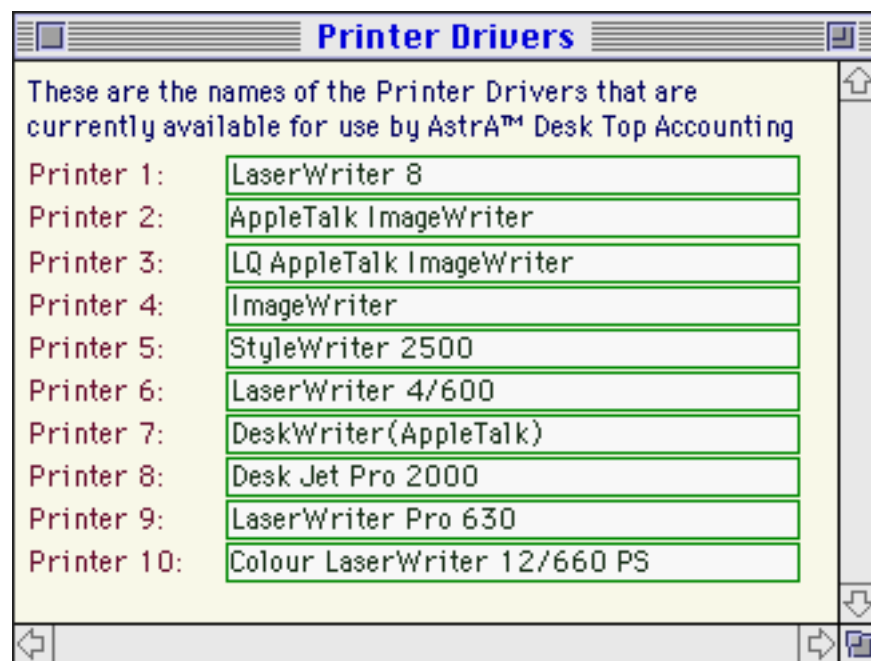 Printer Drivers
These are the names of the Printer Drivers that are
currently available for use by AstrA™ Desk Top Accounting
Printer 1: LaserWriter 8
Printer 2: AppleTalk ImageWriter
Printer 3: LQ AppleTalk ImageWriter
Printer 4: ImageWriter
Printer 5: StyleWriter 2500
Printer 6: LaserWriter 4/600
Printer 7: DeskWriter(AppleTalk)
Printer 8: Desk Jet Pro 2000
Printer 9: LaserWriter Pro 630
Printer 10: Colour LaserWriter 12/660 PS